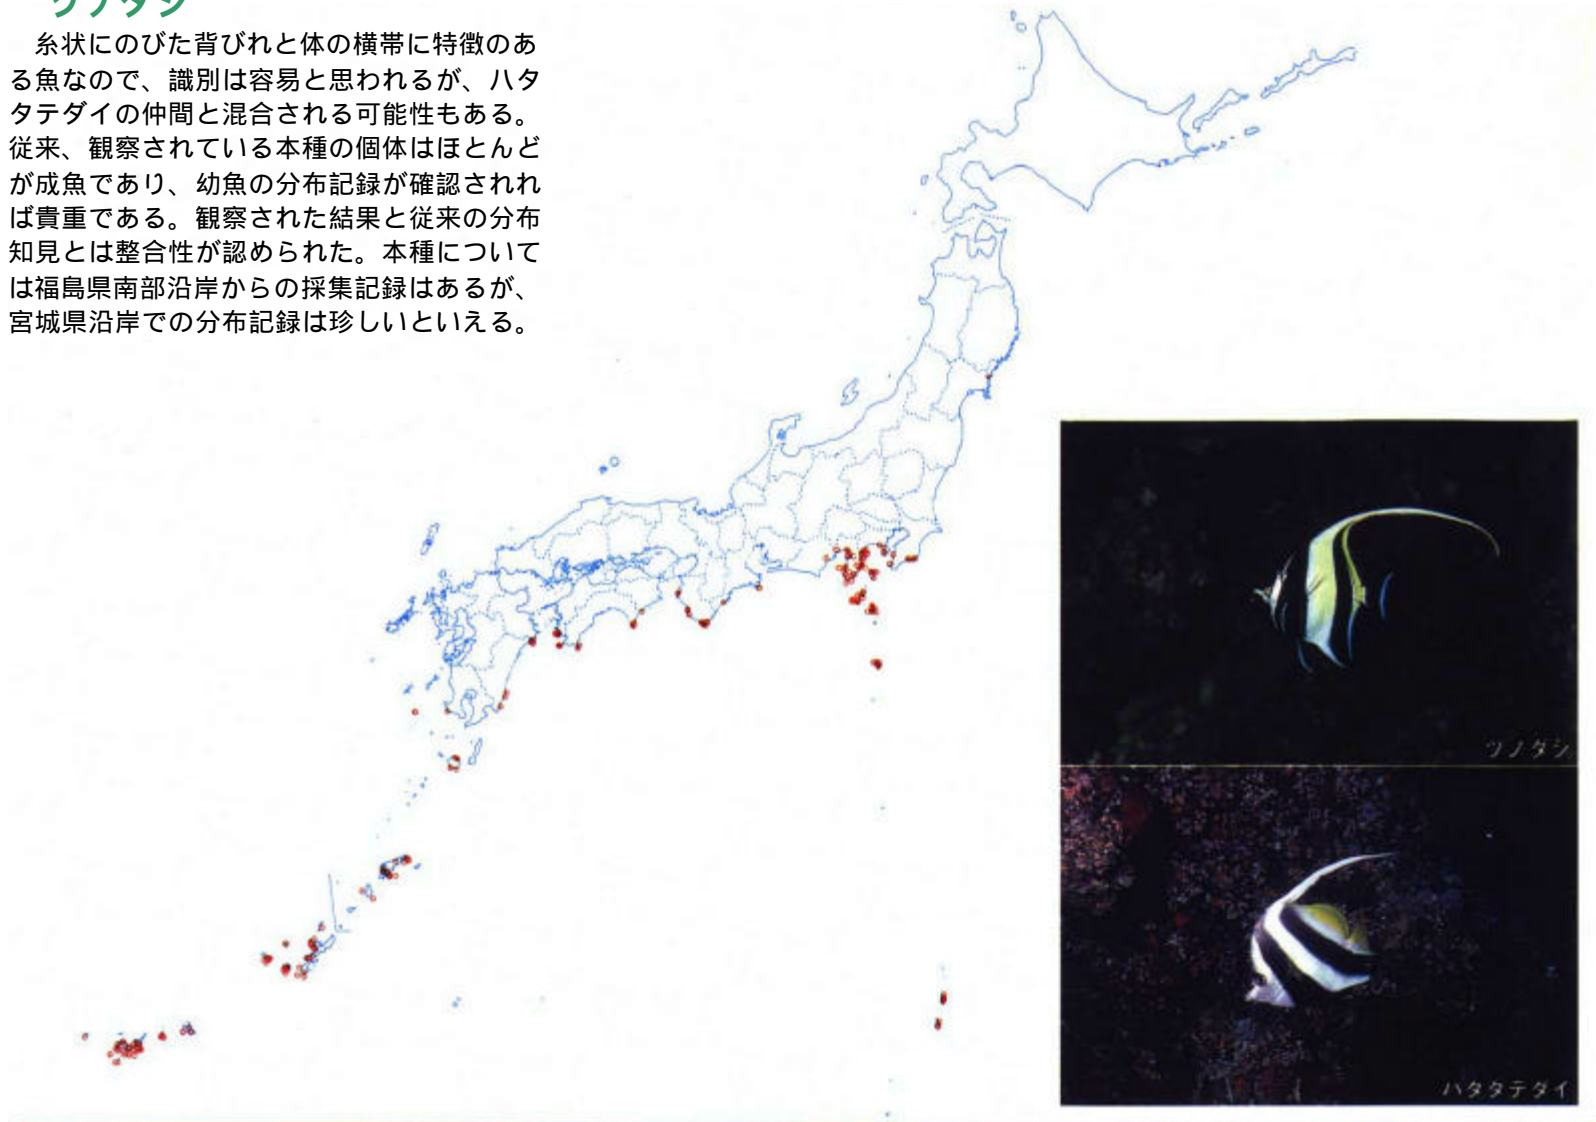 ツノダシ
糸状にのびた背びれと体の横帯に特徴のあ
る魚なので、識別は容易と思われるが、ハタ
タテダイの仲間と混合される可能性もある。
従来、観察されている本種の個体はほとんど
が成魚であり、幼魚の分布記録が確認されれ
ば貴重である。観察された結果と従来の分布
知見とは整合性が認められた。本種について
は福島県南部沿岸からの採集記録はあるが、
宮城県沿岸での分布記録は珍しいといえる。
ツノダシ
ハタタテダイ